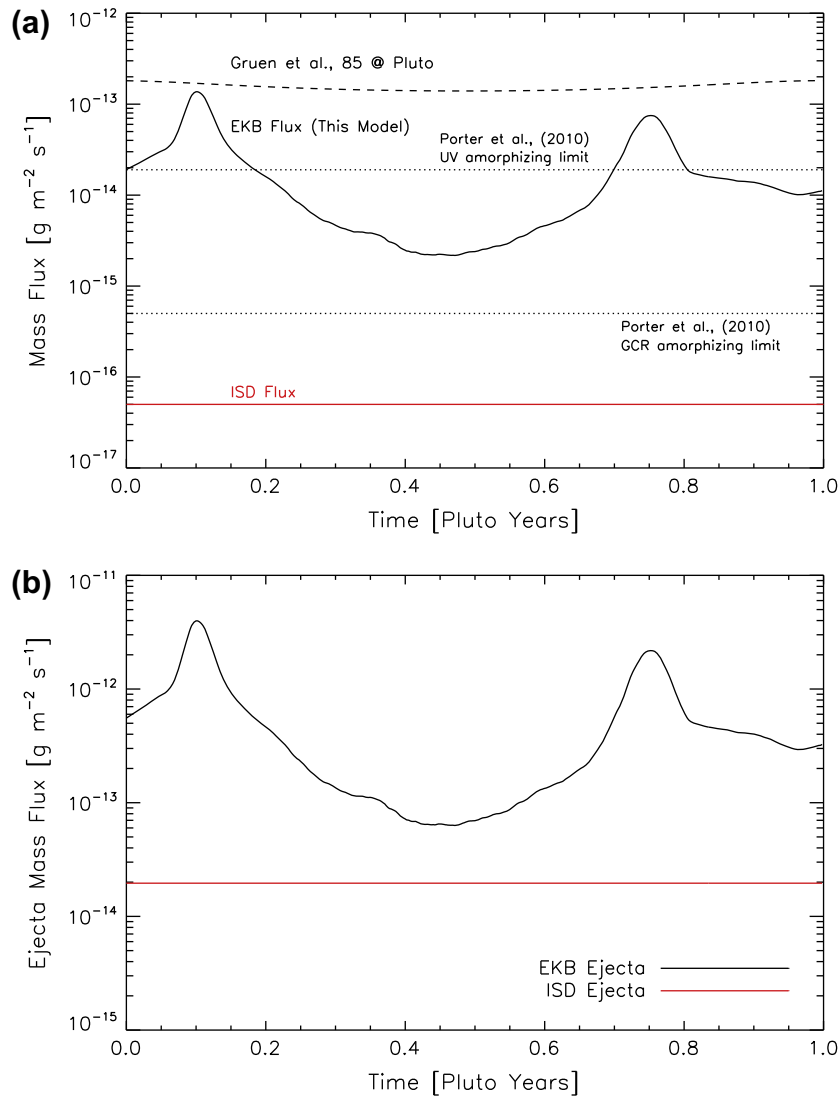 (a)
10⁻¹²
10⁻¹³
10⁻¹⁴
10⁻¹⁵
10⁻¹⁶
10⁻¹⁷
Mass Flux [g m⁻² s⁻¹]
Gruen et al., 85 @ Pluto
EKB Flux (This Model)
Porter et al., (2010)
UV amorphizing limit
Porter et al., (2010)
GCR amorphizing limit
ISD Flux
0.0 0.2 0.4 0.6 0.8 1.0
Time [Pluto Years]
(b)
10⁻¹¹
10⁻¹²
10⁻¹³
10⁻¹⁴
10⁻¹⁵
Ejecta Mass Flux [g m⁻² s⁻¹]
EKB Ejecta
ISD Ejecta
0.0 0.2 0.4 0.6 0.8 1.0
Time [Pluto Years]